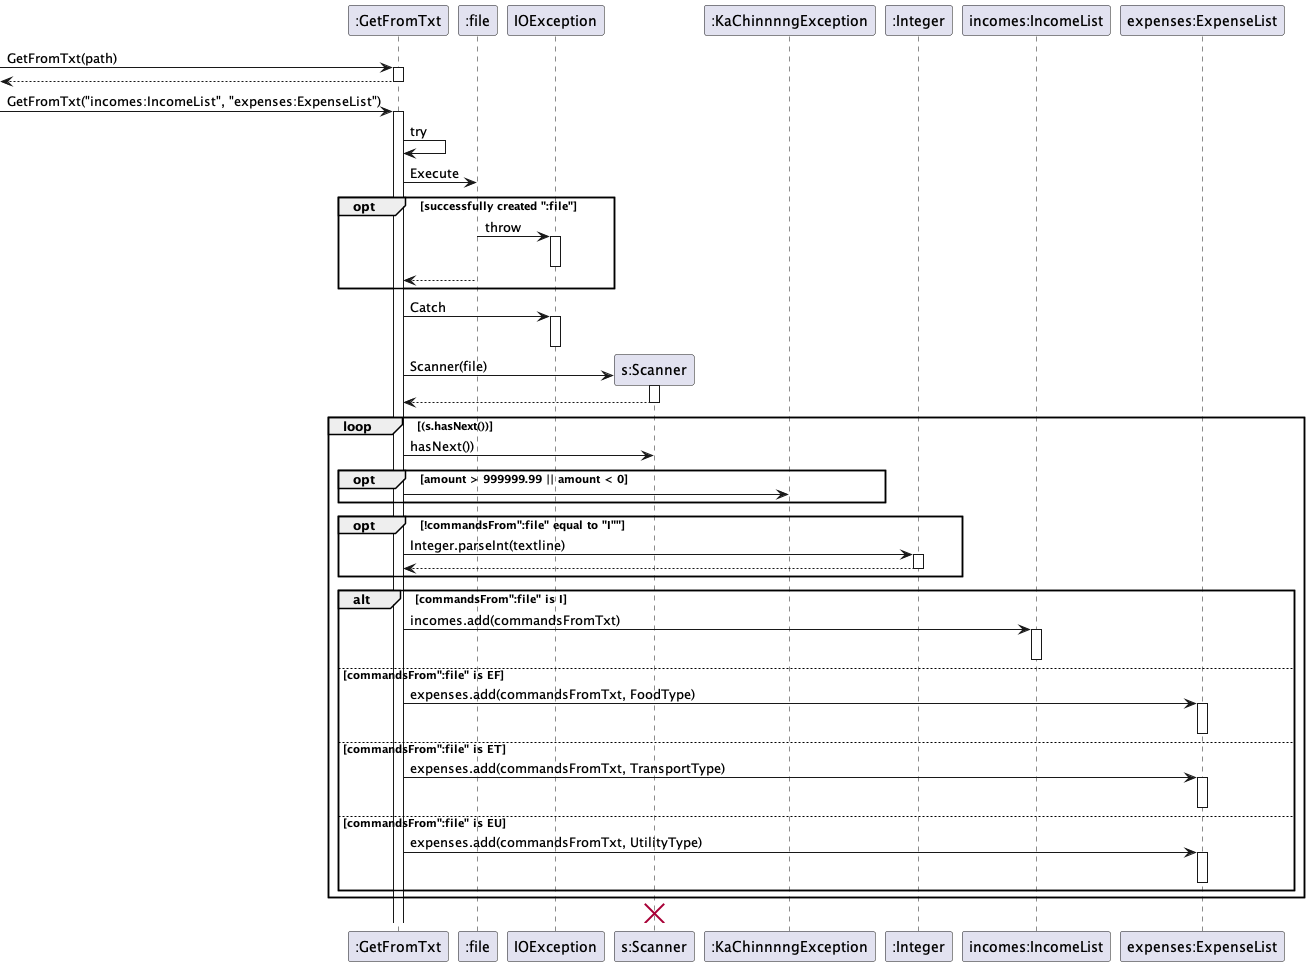 :GetFromTxt :file IOException :KaChinnnngException :Integer incomes:IncomeList expenses:ExpenseList
GetFromTxt(path)
GetFromTxt("incomes:IncomeList", "expenses:ExpenseList")
try
Execute
opt [successfully created ":file"]
throw
Catch
Scanner(file) s:Scanner
loop [(s.hasNext())]
hasNext())
opt [amount > 999999.99 || amount < 0]
opt [!commandsFrom":file" equal to "I""]
Integer.parseInt(textline)
alt [commandsFrom":file" is I]
incomes.add(commandsFromTxt)
[commandsFrom":file" is EF]
expenses.add(commandsFromTxt, FoodType)
[commandsFrom":file" is ET]
expenses.add(commandsFromTxt, TransportType)
[commandsFrom":file" is EU]
expenses.add(commandsFromTxt, UtilityType)
:GetFromTxt :file IOException s:Scanner :KaChinnnngException :Integer incomes:IncomeList expenses:ExpenseList